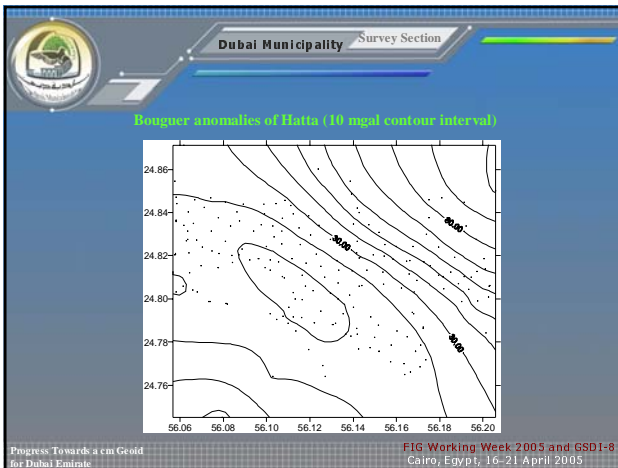 Dubai Municipality
Survey Section
Bouguer anomalies of Hatta (10 mgal contour interval)
24.86
24.84
24.82
24.80
24.78
24.76
30.00
60.00
30.00
56.06 56.08 56.10 56.12 56.14 56.16 56.18 56.20
Progress Towards a cm Geoid
for Dubai Emirate
FIG Working Week 2005 and GSDI-8
Cairo, Egypt, 16-21 April 2005